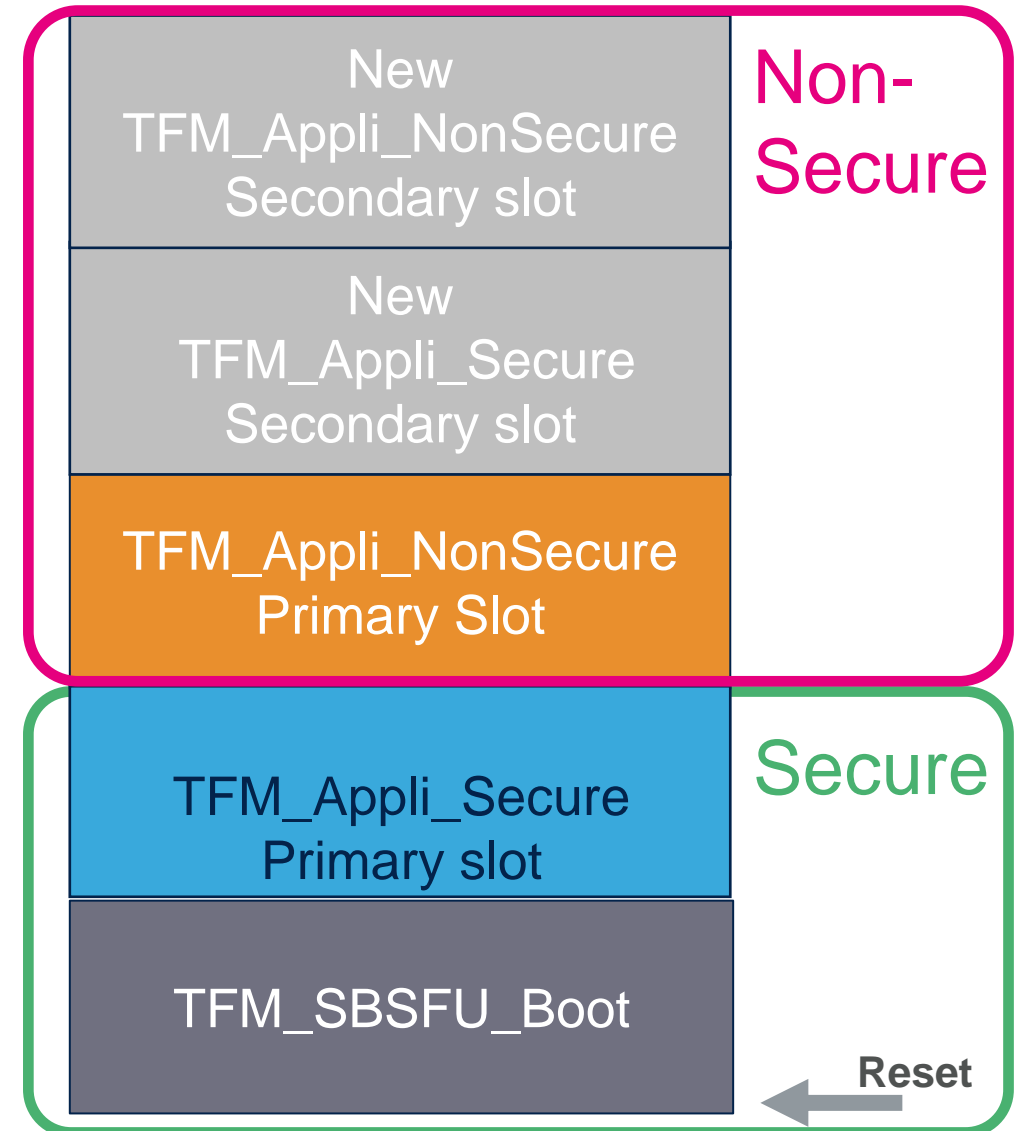 New
TFM_Appli_NonSecure
Secondary slot
Non-
Secure
New
TFM_Appli_Secure
Secondary slot
TFM_Appli_NonSecure
Primary Slot
TFM_Appli_Secure
Primary slot
Secure
TFM_SBSFU_Boot
Reset